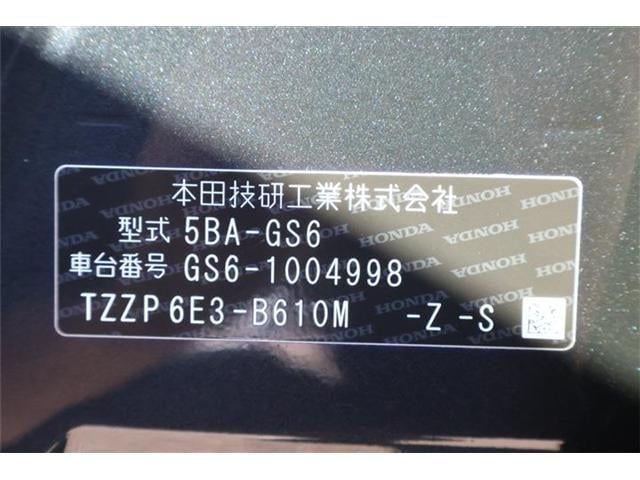 本田技研工業株式会社
型式 5BA-GS6
車台番号 GS6-1004998
TZZP 6E3-B610M -Z -S